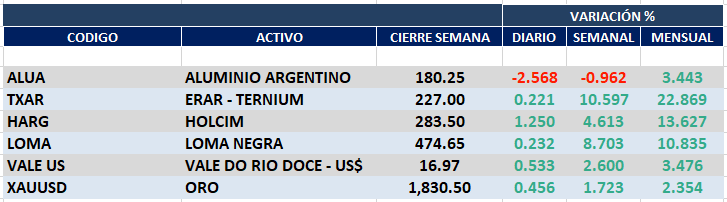 VARIACIÓN %
CODIGO ACTIVO CIERRE SEMANA DIARIO SEMANAL MENSUAL
ALUA ALUMINIO ARGENTINO 180.25 -2.568 -0.962 3.443
TXAR ERAR - TERNIUM 227.00 0.221 10.597 22.869
HARG HOLCIM 283.50 1.250 4.613 13.627
LOMA LOMA NEGRA 474.65 0.232 8.703 10.835
VALE US VALE DO RIO DOCE - US$ 16.97 0.533 2.600 3.476
XAUUSD ORO 1,830.50 0.456 1.723 2.354